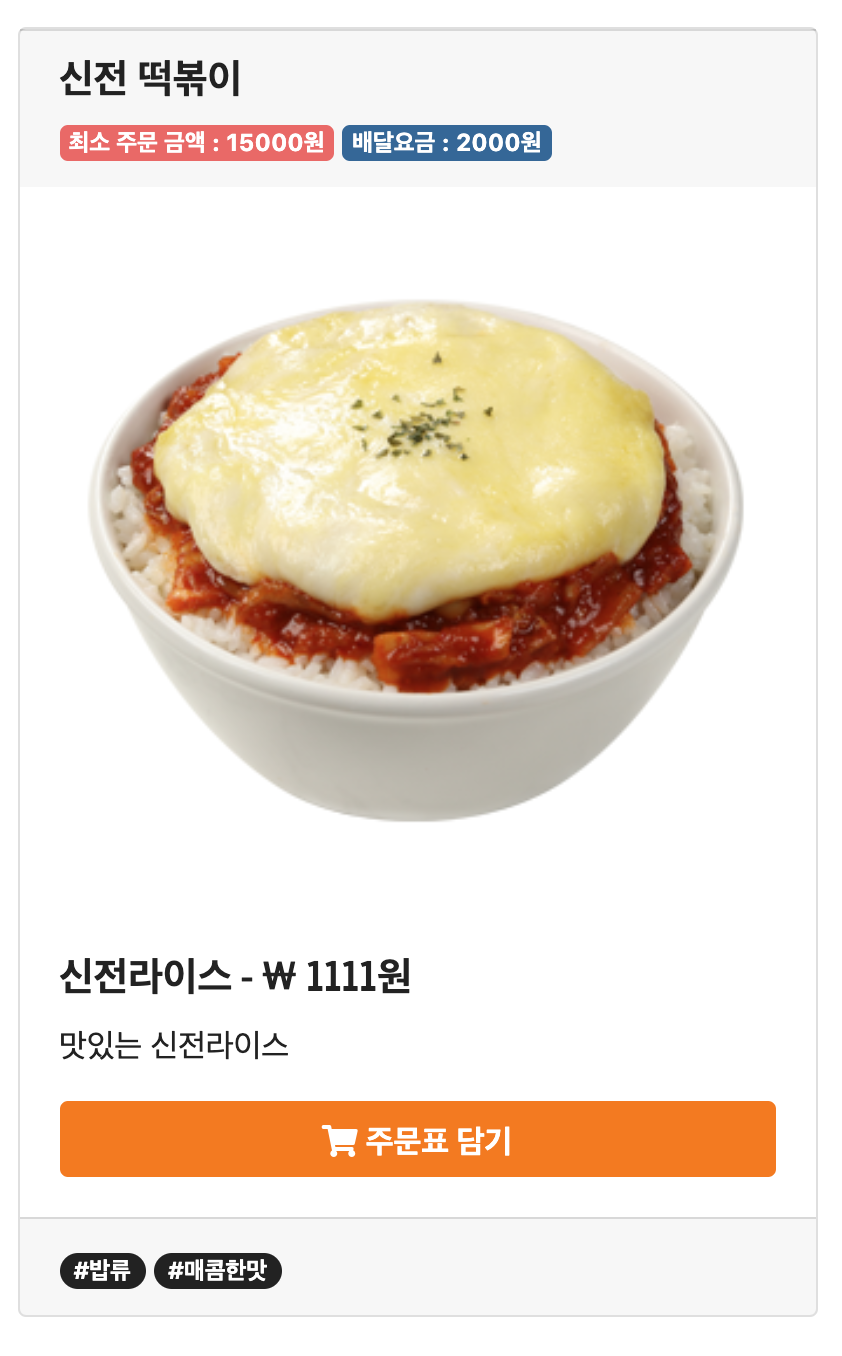 신전 떡볶이
최소 주문 금액 : 15000원 배달요금 : 2000원
신전라이스 - ₩ 1111원
맛있는 신전라이스
주문표 담기
#밥류 #매콤한맛